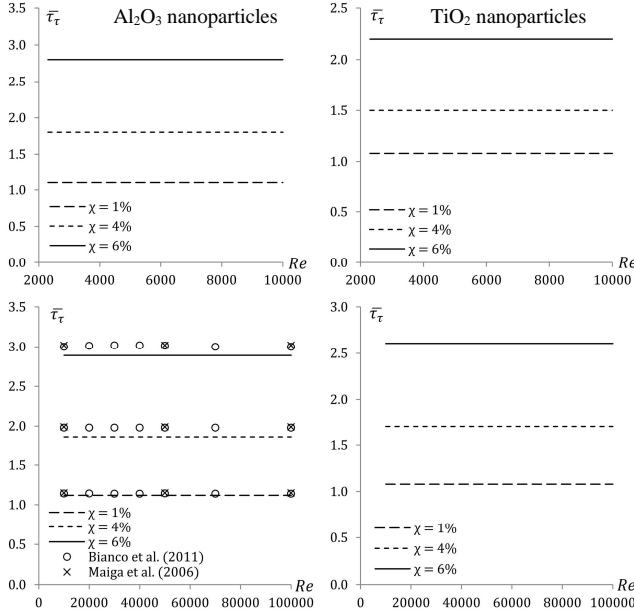 Al₂O₃ nanoparticles
TiO₂ nanoparticles
τ̅τ
3.5
3.0
2.5
2.0
1.5
1.0
0.5
0.0
χ = 1%
χ = 4%
χ = 6%
2000 4000 6000 8000 10000
Re
τ̅τ
2.5
2.0
1.5
1.0
0.5
0.0
χ = 1%
χ = 4%
χ = 6%
2000 4000 6000 8000 10000
Re
τ̅τ
3.5
3.0
2.5
2.0
1.5
1.0
0.5
0.0
χ = 1%
χ = 4%
χ = 6%
Bianco et al. (2011)
Maiga et al. (2006)
0 20000 40000 60000 80000 100000
Re
τ̅τ
3.0
2.5
2.0
1.5
1.0
0.5
0.0
χ = 1%
χ = 4%
χ = 6%
0 20000 40000 60000 80000 100000
Re